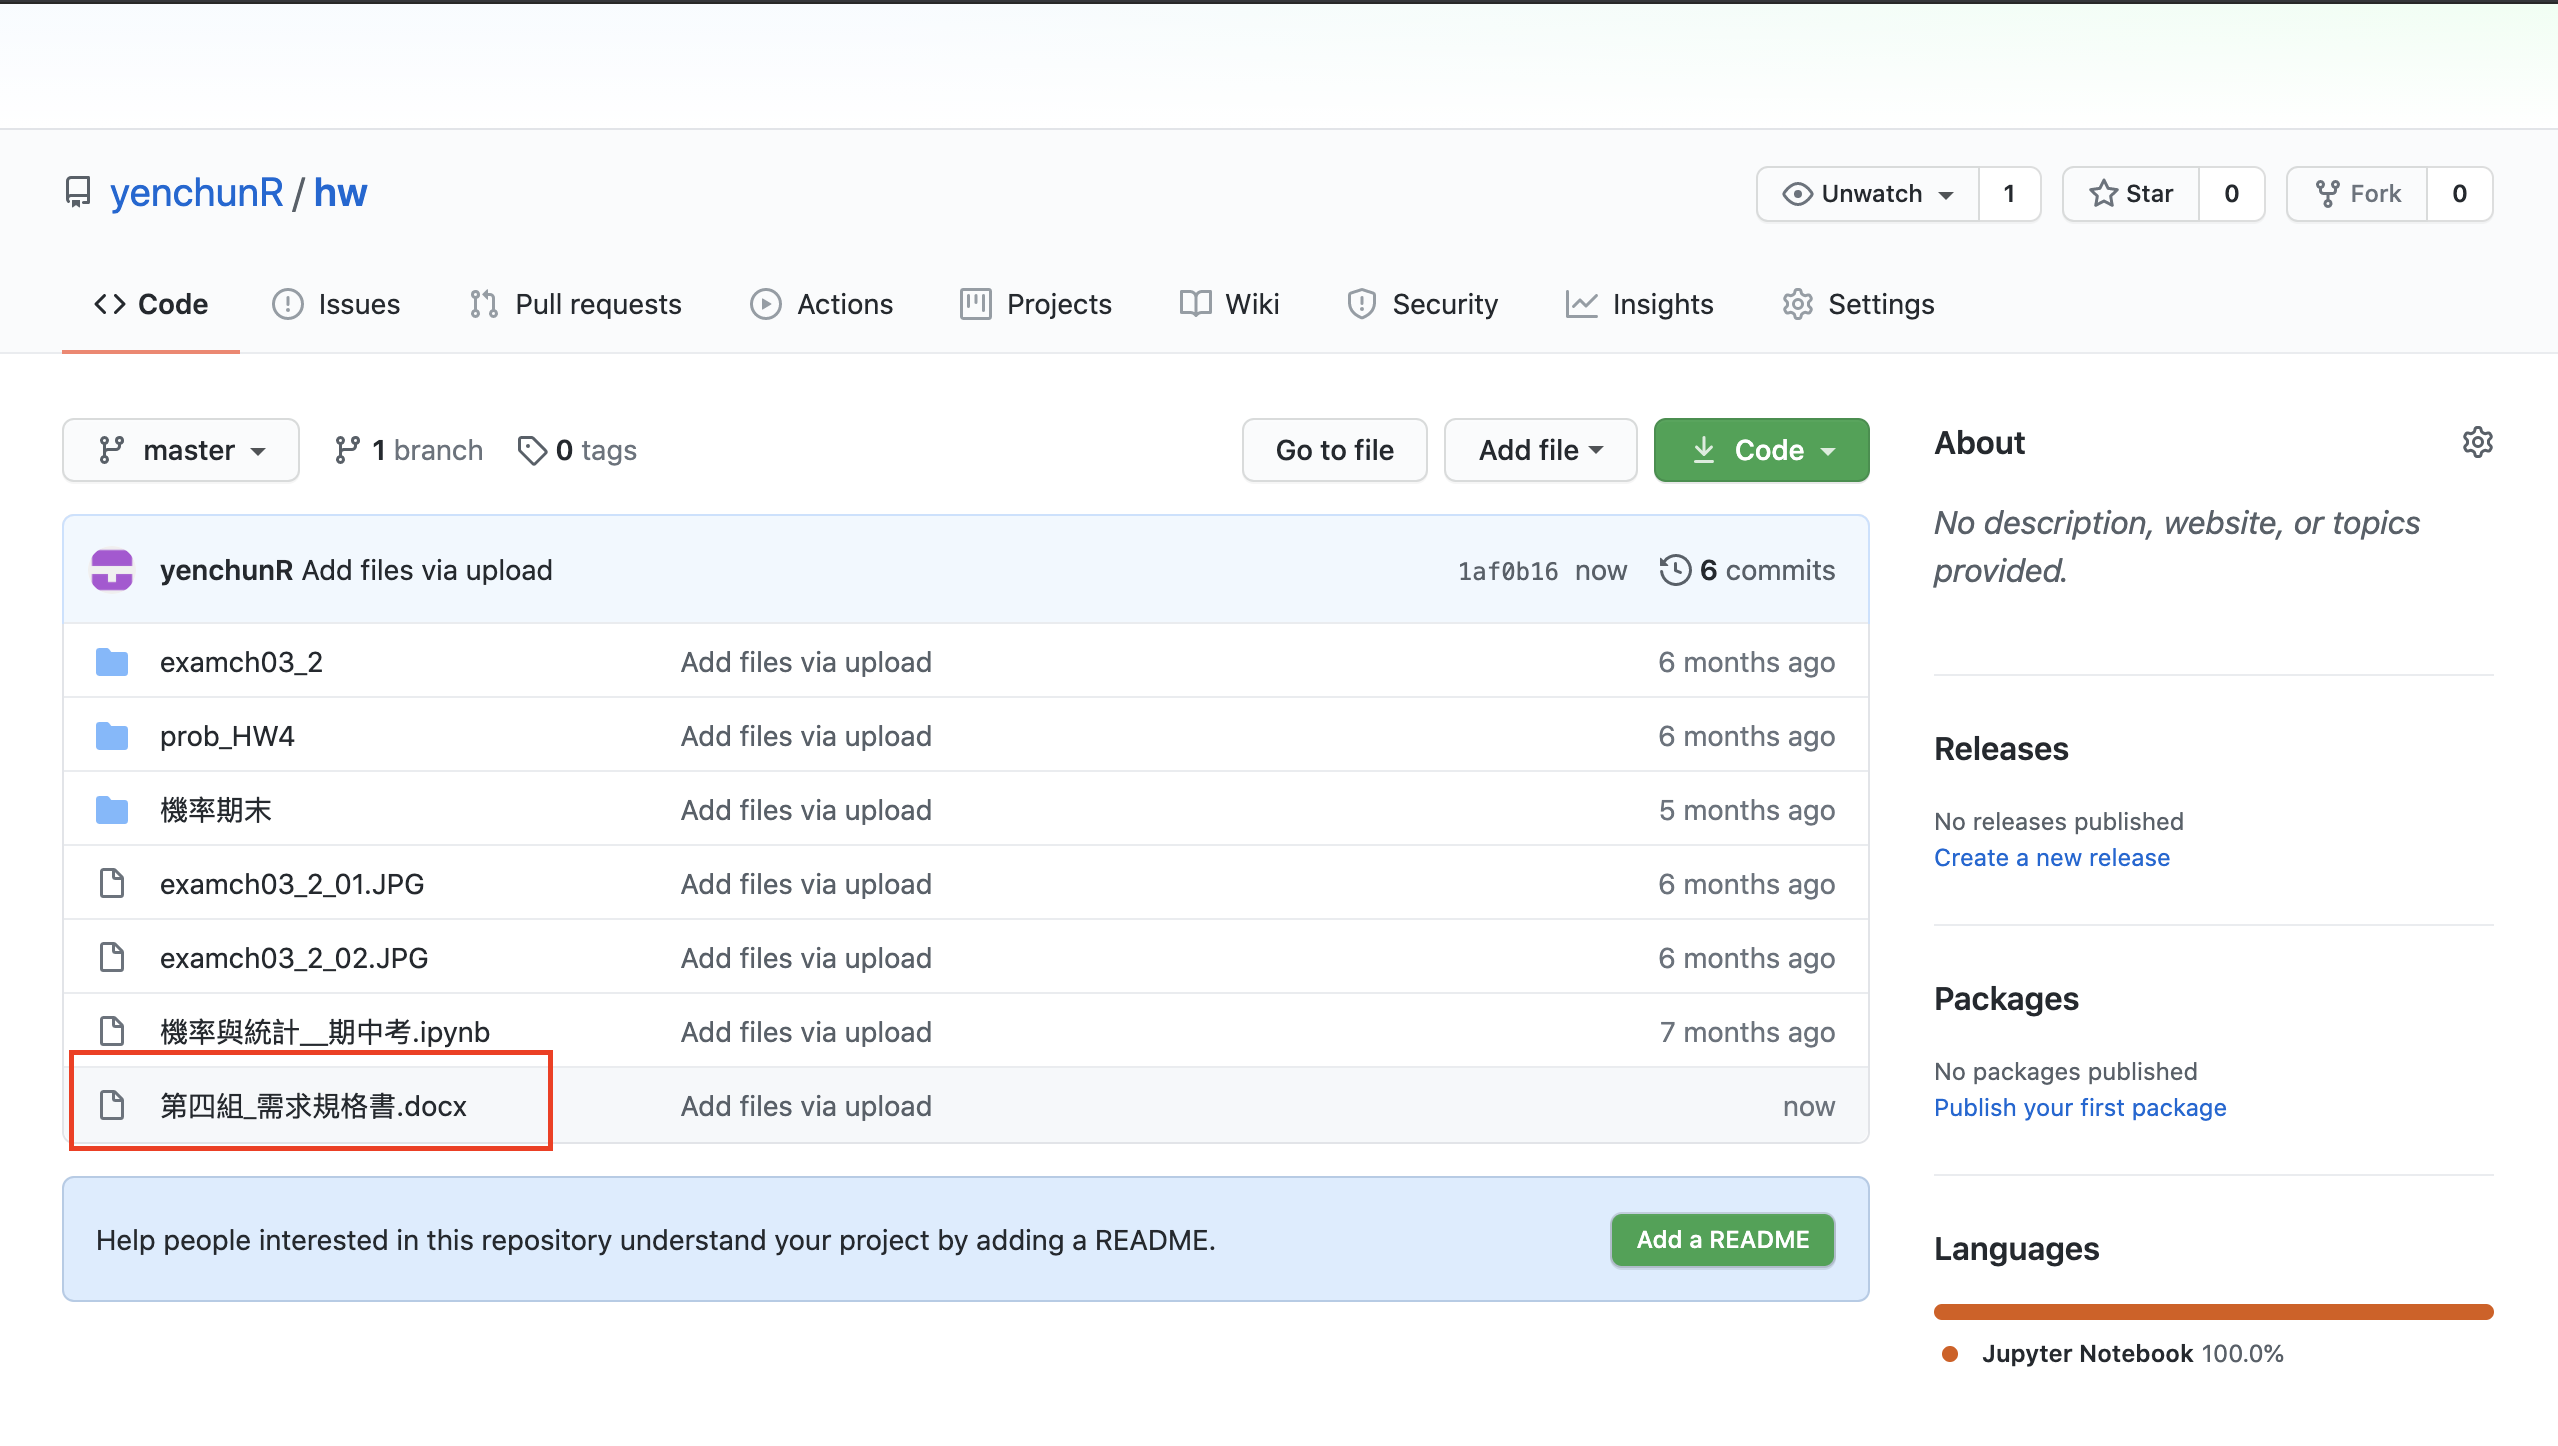 yenchunR / hw
Unwatch 1 Star 0 Fork 0
Code Issues Pull requests Actions Projects Wiki Security Insights Settings
master 1 branch 0 tags Go to file Add file Code
yenchunR Add files via upload 1af0b16 now 6 commits
examch03_2 Add files via upload 6 months ago
prob_HW4 Add files via upload 6 months ago
機率期末 Add files via upload 5 months ago
examch03_2_01.JPG Add files via upload 6 months ago
examch03_2_02.JPG Add files via upload 6 months ago
機率與統計__期中考.ipynb Add files via upload 7 months ago
第四組_需求規格書.docx Add files via upload now
Help people interested in this repository understand your project by adding a README. Add a README
About
No description, website, or topics
provided.
Releases
No releases published
Create a new release
Packages
No packages published
Publish your first package
Languages
Jupyter Notebook 100.0%